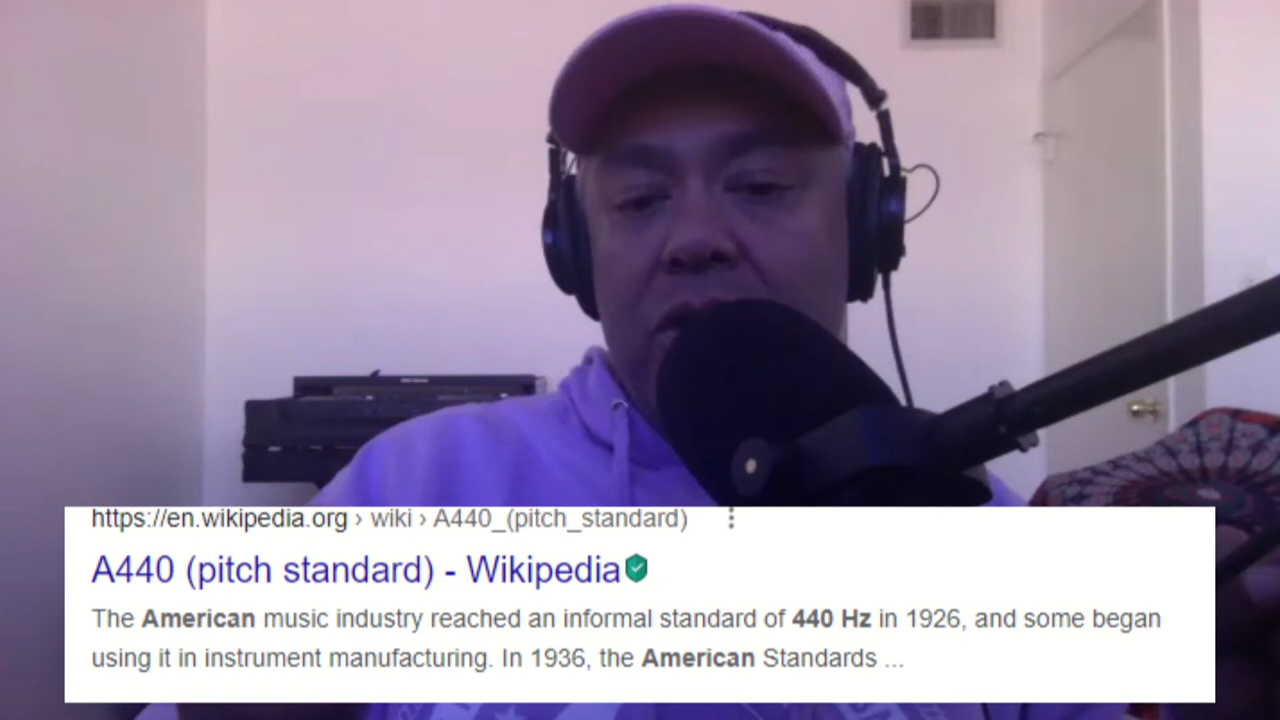 https://en.wikipedia.org › wiki › A440_(pitch_standard)
A440 (pitch standard) - Wikipedia
The American music industry reached an informal standard of 440 Hz in 1926, and some began
using it in instrument manufacturing. In 1936, the American Standards ...